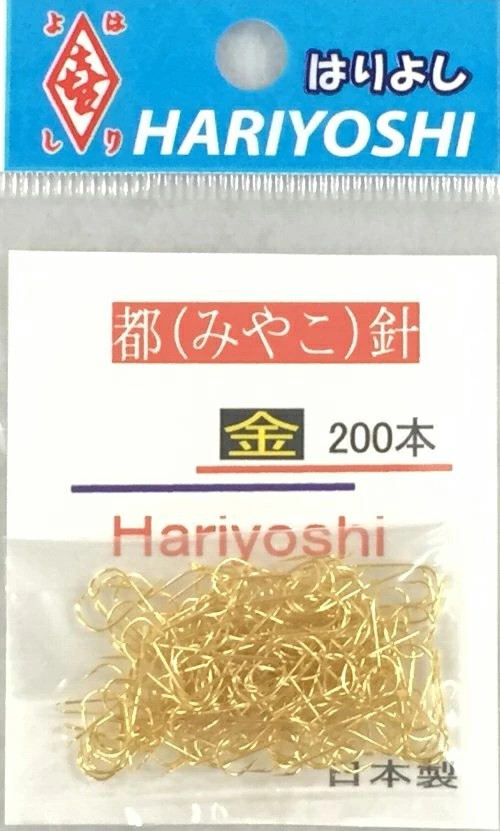 よ は
し り
はりよし
HARIYOSHI
都(みやこ)針
金 200本
Hariyoshi
日本製